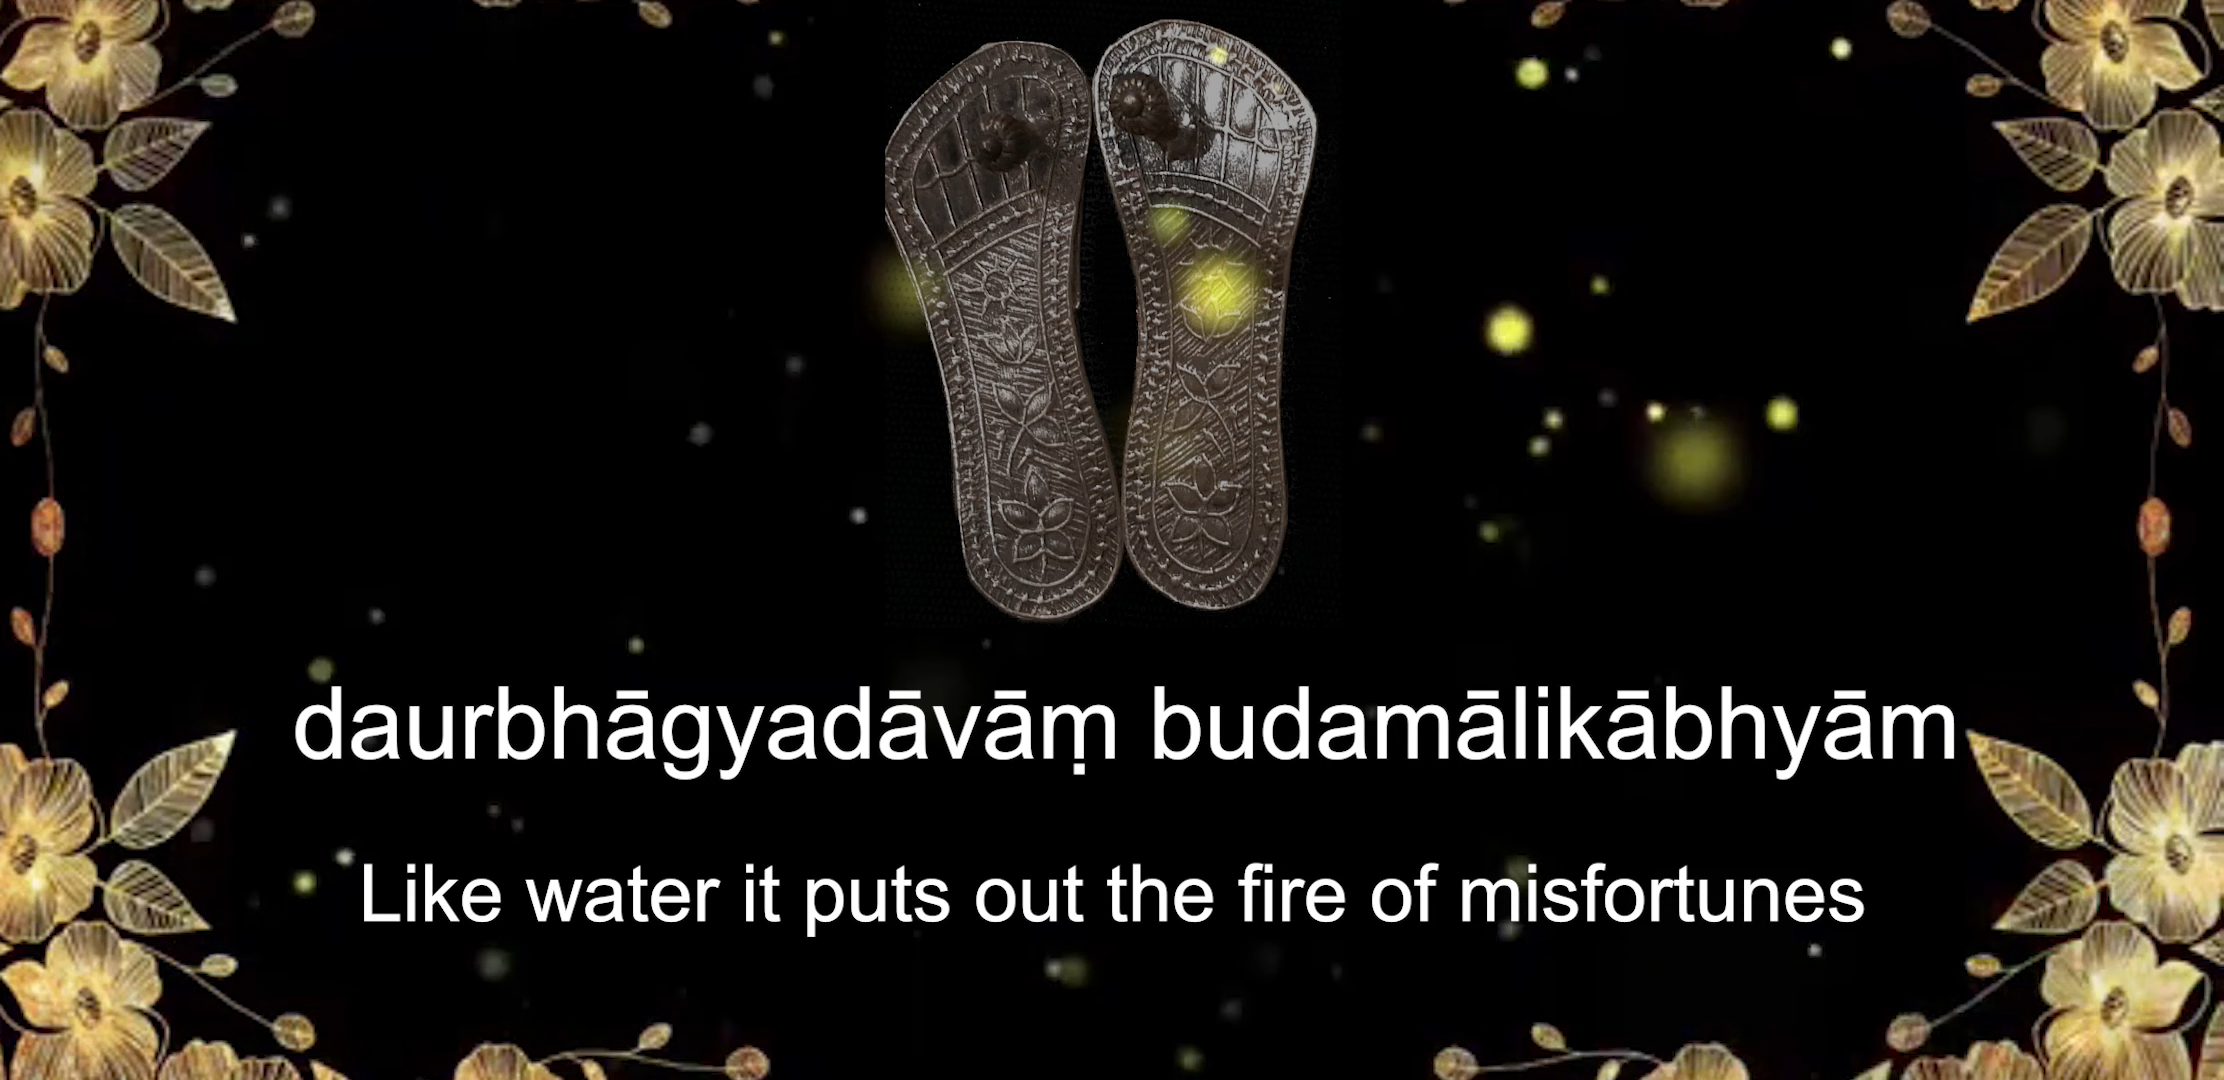 daurbhāgyadāvāṃ budamālikābhyām
Like water it puts out the fire of misfortunes